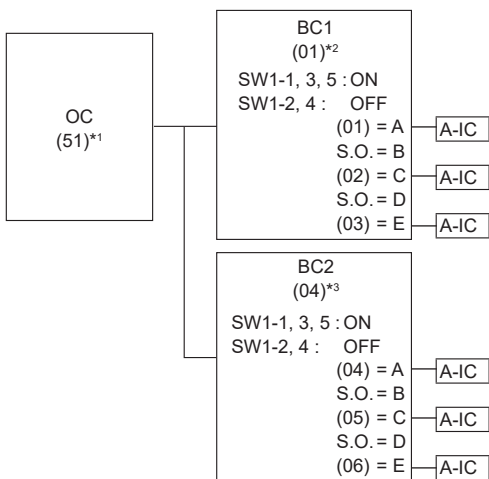 OC
(51)*1
BC1
(01)*2
SW1-1, 3, 5 : ON
SW1-2, 4 : OFF
(01) = A
A-IC
S.O. = B
(02) = C
A-IC
S.O. = D
(03) = E
A-IC
BC2
(04)*3
SW1-1, 3, 5 : ON
SW1-2, 4 : OFF
(04) = A
A-IC
S.O. = B
(05) = C
A-IC
S.O. = D
(06) = E
A-IC